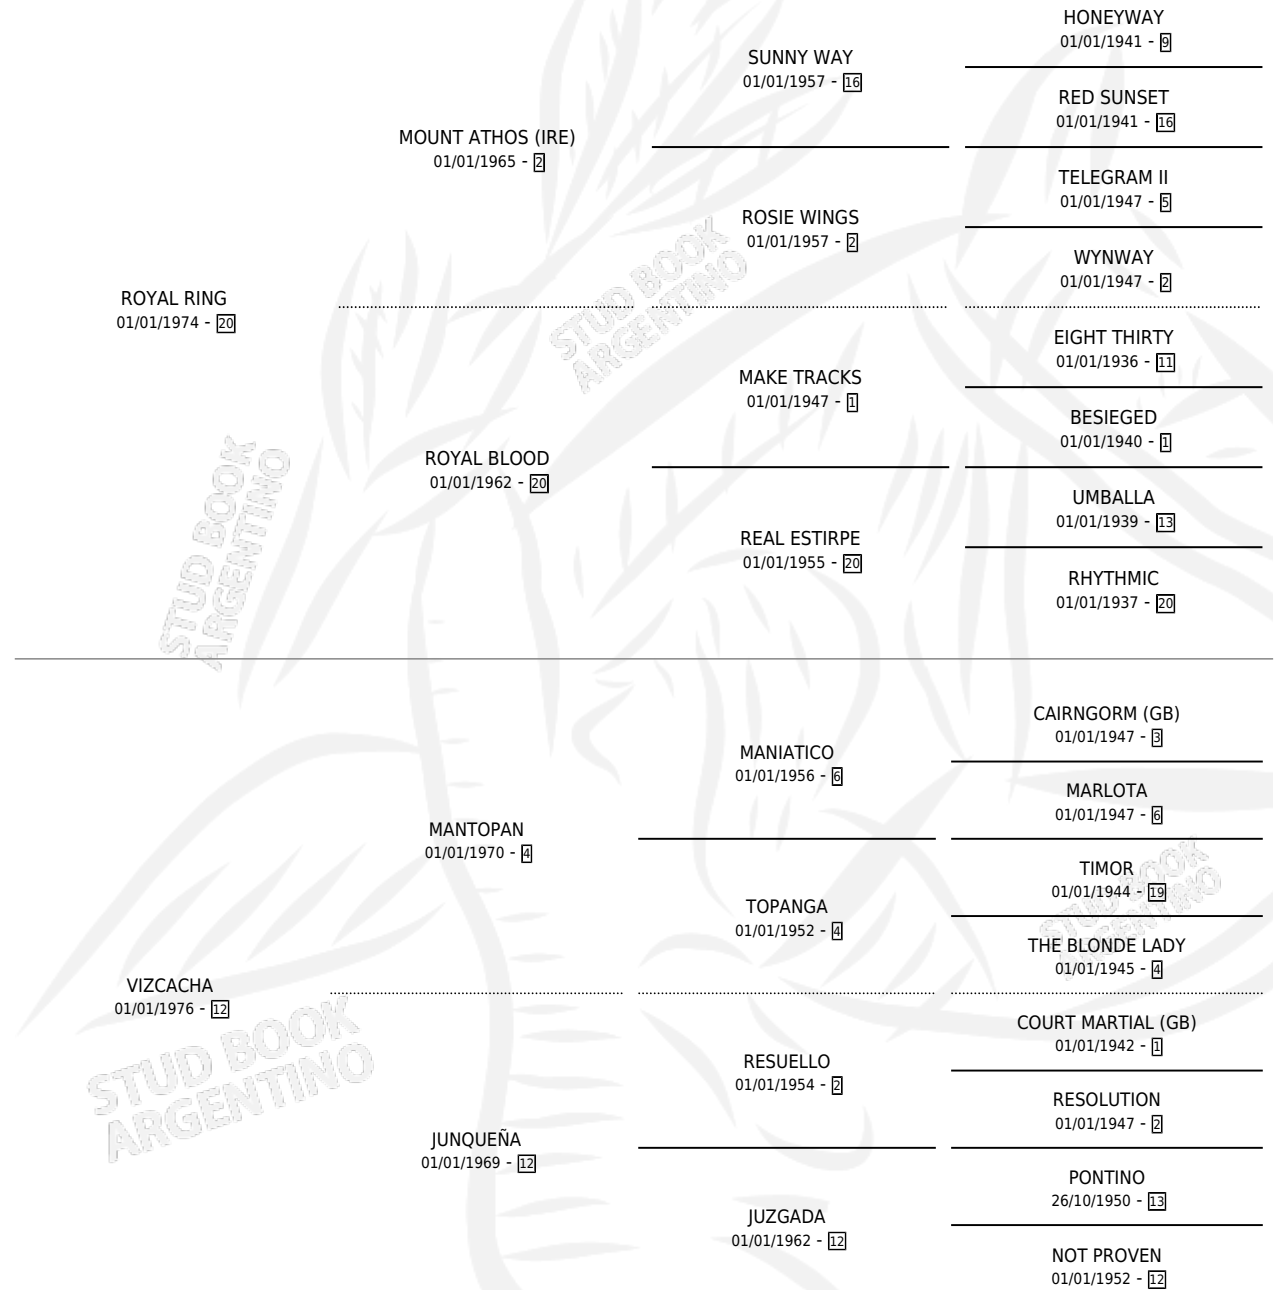 HONEYWAY
01/01/1941 - 9
SUNNY WAY
01/01/1957 - 16
RED SUNSET
01/01/1941 - 16
MOUNT ATHOS (IRE)
01/01/1965 - 2
TELEGRAM II
01/01/1947 - 5
ROSIE WINGS
01/01/1957 - 2
WYNWAY
01/01/1947 - 2
ROYAL RING
01/01/1974 - 20
STUD BOOK
ARGENTINO
EIGHT THIRTY
01/01/1936 - 11
MAKE TRACKS
01/01/1947 - 1
BESIEGED
01/01/1940 - 1
ROYAL BLOOD
01/01/1962 - 20
UMBALLA
01/01/1939 - 13
REAL ESTIRPE
01/01/1955 - 20
RHYTHMIC
01/01/1937 - 20
STUD BOOK
ARGENTINO
CAIRNGORM (GB)
01/01/1947 - 3
MANIATICO
01/01/1956 - 6
MARLOTA
01/01/1947 - 6
MANTOPAN
01/01/1970 - 4
TIMOR
01/01/1944 - 19
TOPANGA
01/01/1952 - 4
STUD BOOK
ARGENTINO
THE BLONDE LADY
01/01/1945 - 4
VIZCACHA
01/01/1976 - 12
COURT MARTIAL (GB)
01/01/1942 - 1
RESUELLO
01/01/1954 - 2
STUD BOOK
ARGENTINO
RESOLUTION
01/01/1947 - 2
JUNQUEÑA
01/01/1969 - 12
PONTINO
26/10/1950 - 13
JUZGADA
01/01/1962 - 12
NOT PROVEN
01/01/1952 - 12